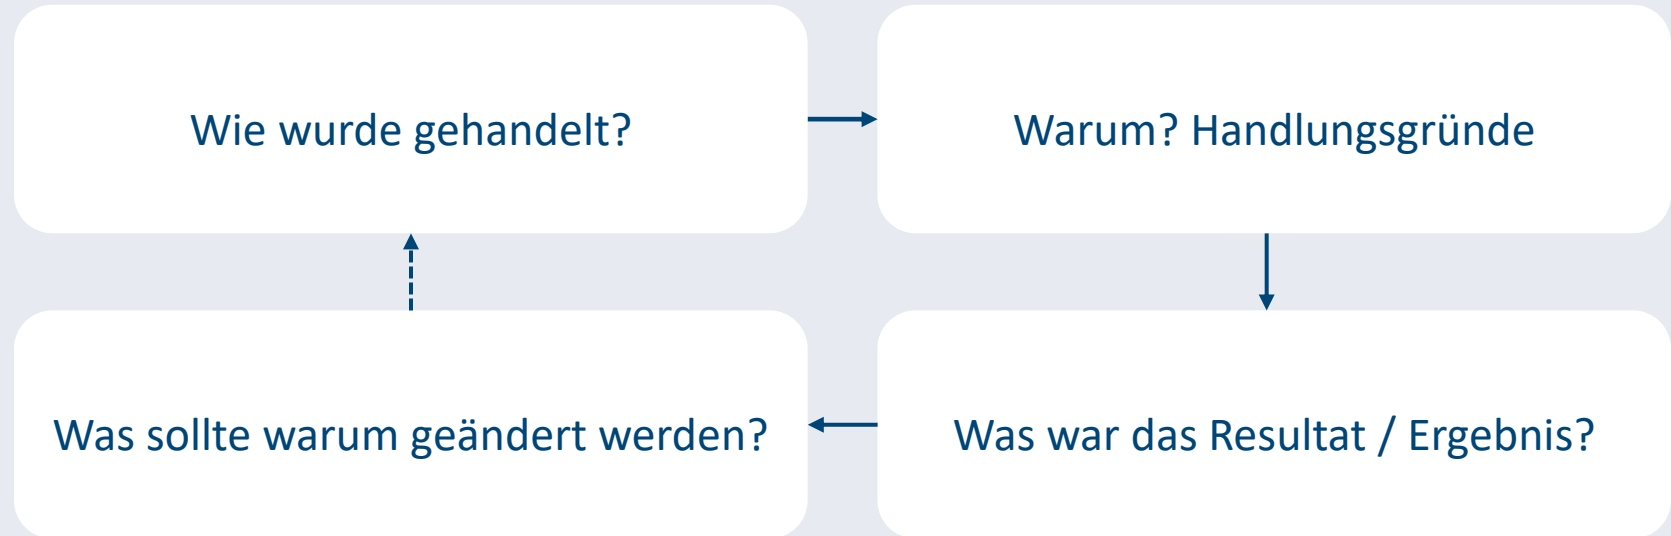 Wie wurde gehandelt?
Warum? Handlungsgründe
Was sollte warum geändert werden?
Was war das Resultat / Ergebnis?